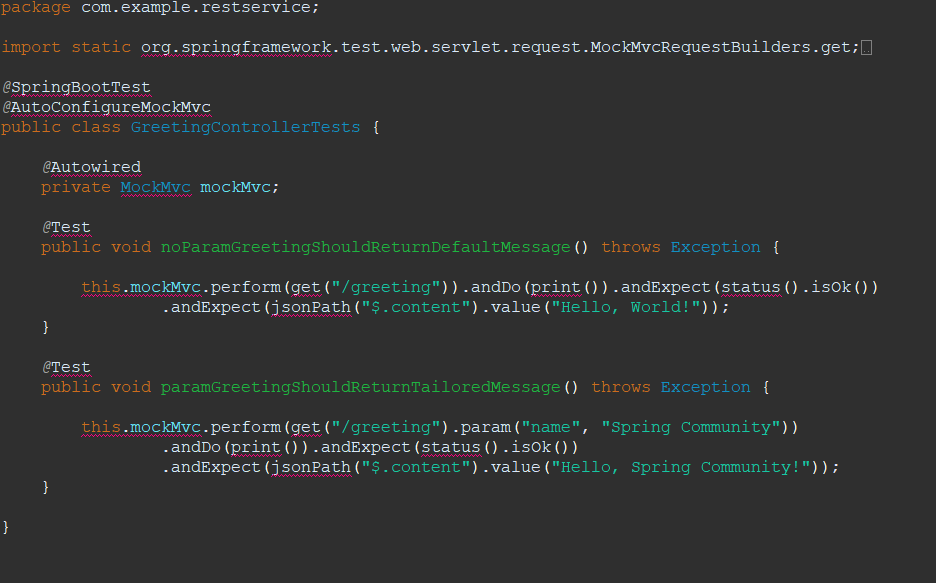 package com.example.restservice;
import static org.springframework.test.web.servlet.request.MockMvcRequestBuilders.get;
@SpringBootTest
@AutoConfigureMockMvc
public class GreetingControllerTests {
@Autowired
private MockMvc mockMvc;
@Test
public void noParamGreetingShouldReturnDefaultMessage() throws Exception {
this.mockMvc.perform(get("/greeting")).andDo(print()).andExpect(status().isOk())
.andExpect(jsonPath("$.content").value("Hello, World!"));
}
@Test
public void paramGreetingShouldReturnTailoredMessage() throws Exception {
this.mockMvc.perform(get("/greeting").param("name", "Spring Community"))
.andDo(print()).andExpect(status().isOk())
.andExpect(jsonPath("$.content").value("Hello, Spring Community!"));
}
}